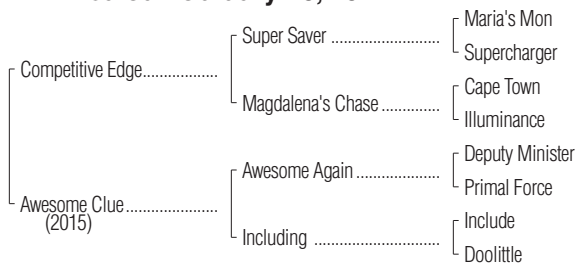 Super Saver
Maria's Mon
Supercharger
Competitive Edge
Magdalena's Chase
Cape Town
Illuminance
Awesome Clue
(2015)
Awesome Again
Deputy Minister
Primal Force
Including
Include
Doolittle